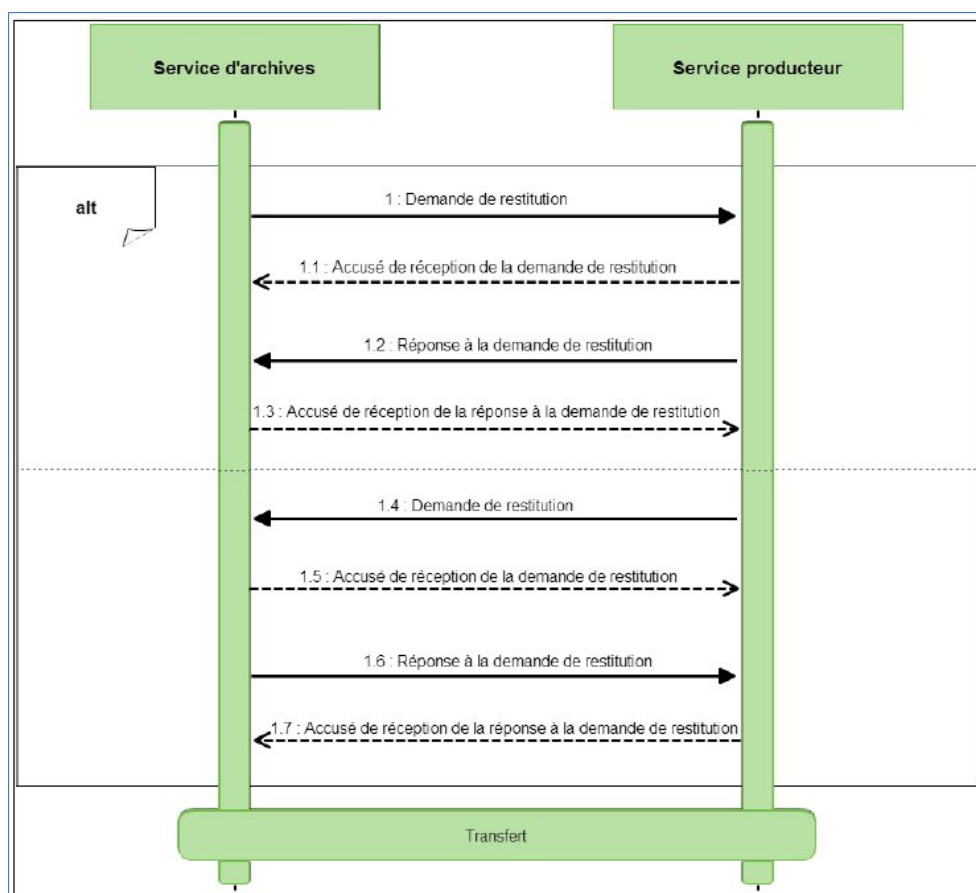 Service d'archives
Service producteur
alt
1 : Demande de restitution
1.1 : Accusé de réception de la demande de restitution
1.2 : Réponse à la demande de restitution
1.3 : Accusé de réception de la réponse à la demande de restitution
1.4 : Demande de restitution
1.5 : Accusé de réception de la demande de restitution
1.6 : Réponse à la demande de restitution
1.7 : Accusé de réception de la réponse à la demande de restitution
Transfert